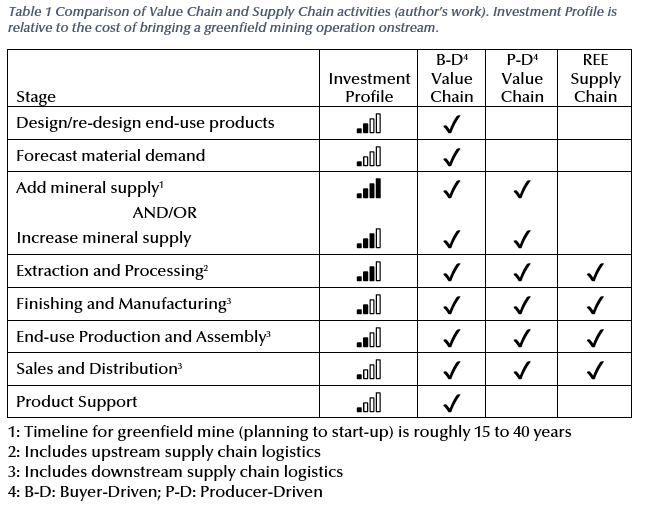 Table 1 Comparison of Value Chain and Supply Chain activities (author's work). Investment Profile is
relative to the cost of bringing a greenfield mining operation onstream.
Stage
Investment
Profile
B-D⁴
Value
Chain
P-D⁴
Value
Chain
REE
Supply
Chain
Design/re-design end-use products ✓
Forecast material demand ✓
Add mineral supply¹ ✓ ✓
AND/OR
Increase mineral supply ✓ ✓
Extraction and Processing² ✓ ✓ ✓
Finishing and Manufacturing³ ✓ ✓ ✓
End-use Production and Assembly³ ✓ ✓ ✓
Sales and Distribution³ ✓ ✓ ✓
Product Support ✓
1: Timeline for greenfield mine (planning to start-up) is roughly 15 to 40 years
2: Includes upstream supply chain logistics
3: Includes downstream supply chain logistics
4: B-D: Buyer-Driven; P-D: Producer-Driven